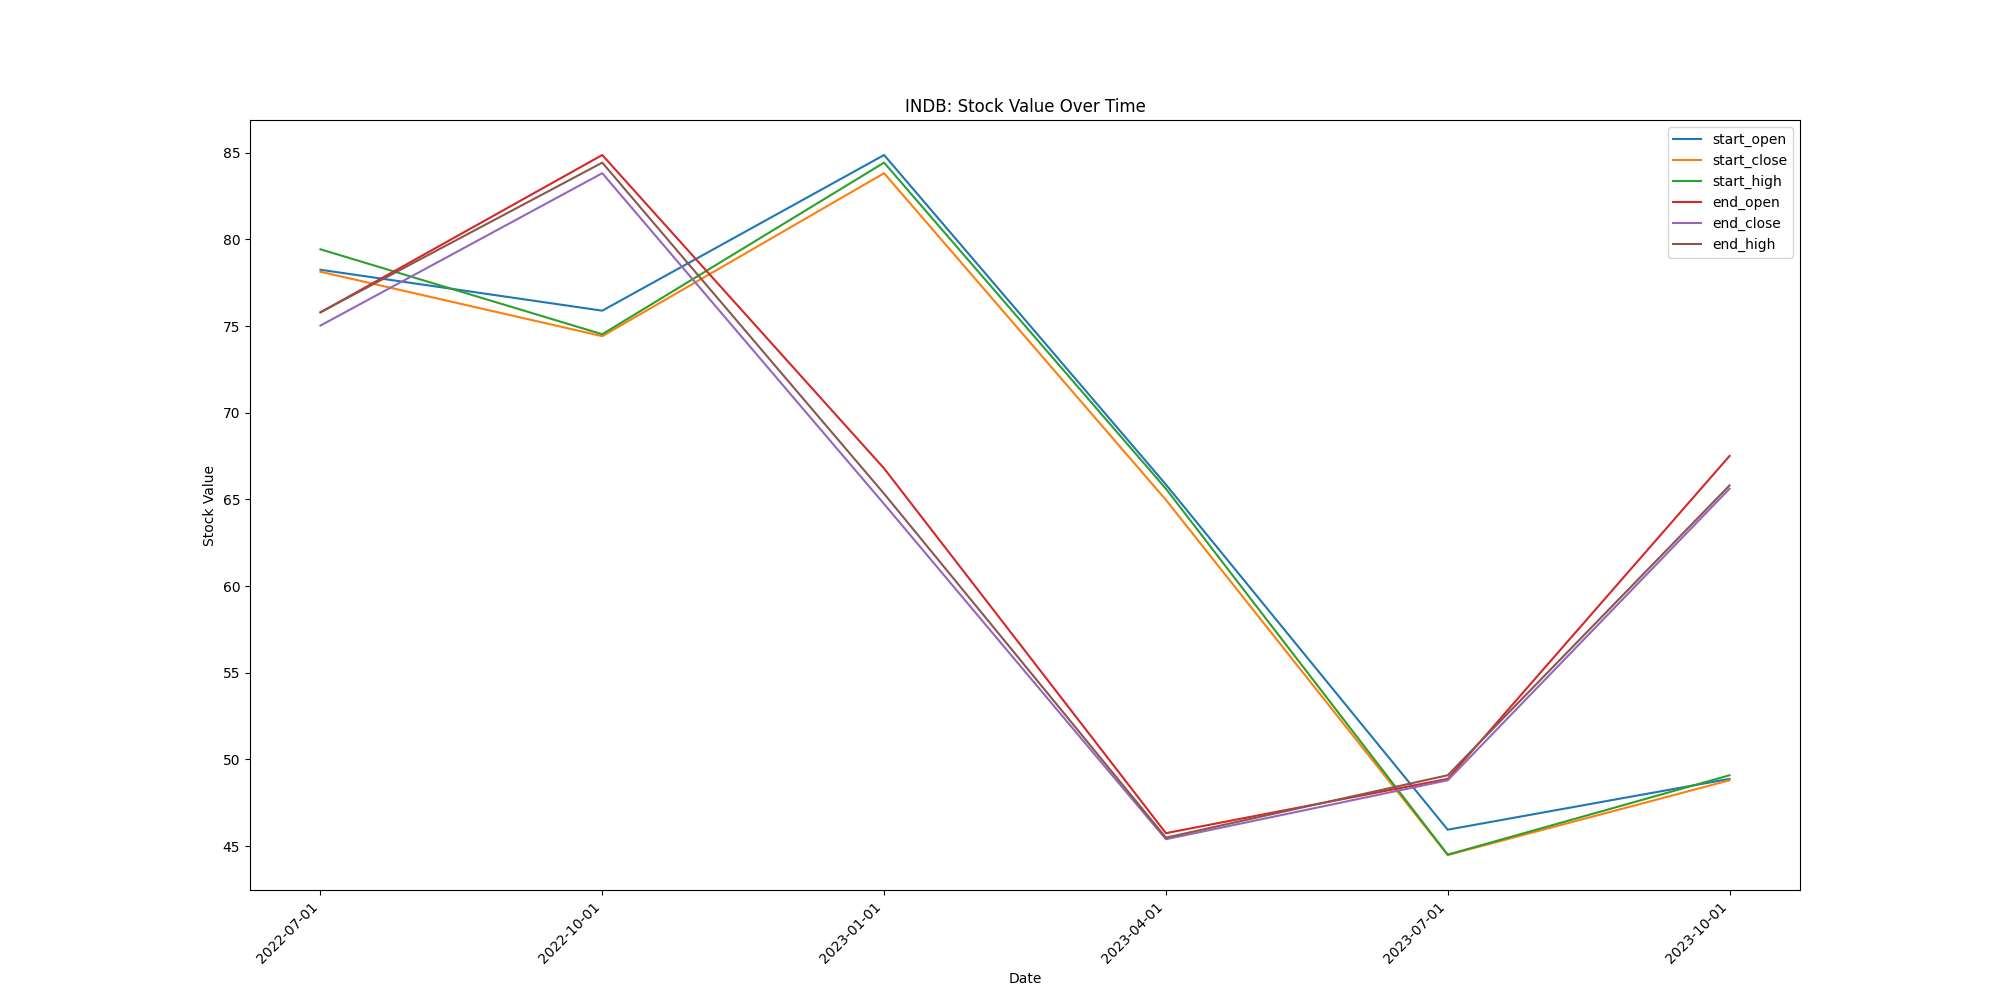 INDB: Stock Value Over Time
start_open
start_close
start_high
end_open
end_close
end_high
Stock Value
85
80
75
70
65
60
55
50
45
2022-07-01
2022-10-01
2023-01-01
2023-04-01
2023-07-01
2023-10-01
Date